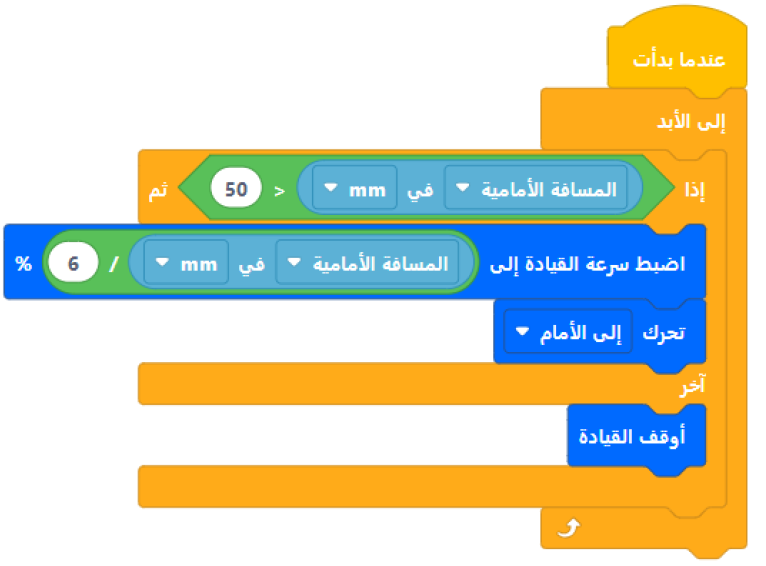 عندما بدأت
إلى الأبد
إذا المسافة الأمامية في mm < 50 ثم
اضبط سرعة القيادة إلى المسافة الأمامية في mm / 6 %
تحرك إلى الأمام
آخر
أوقف القيادة